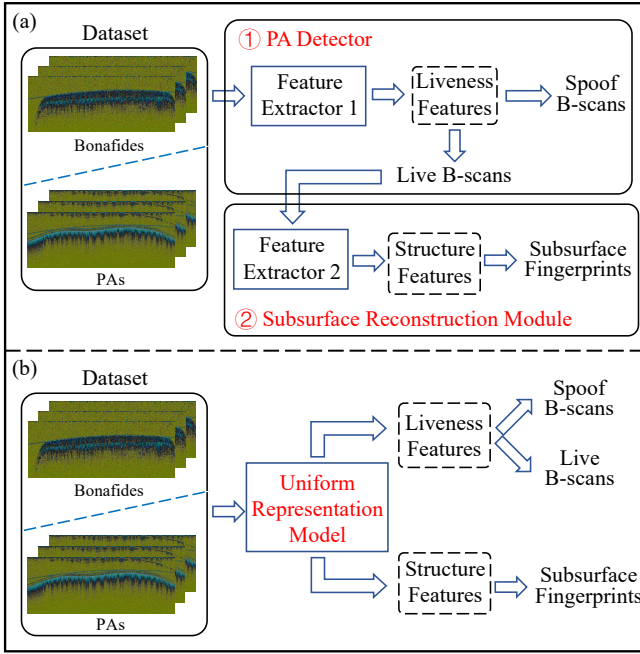 (a)
Dataset
Bonafides
PAs
① PA Detector
Feature
Extractor 1
Liveness
Features
Spoof
B-scans
Live B-scans
Feature
Extractor 2
Structure
Features
Subsurface
Fingerprints
② Subsurface Reconstruction Module
(b)
Dataset
Bonafides
PAs
Uniform
Representation
Model
Liveness
Features
Spoof
B-scans
Live
B-scans
Structure
Features
Subsurface
Fingerprints